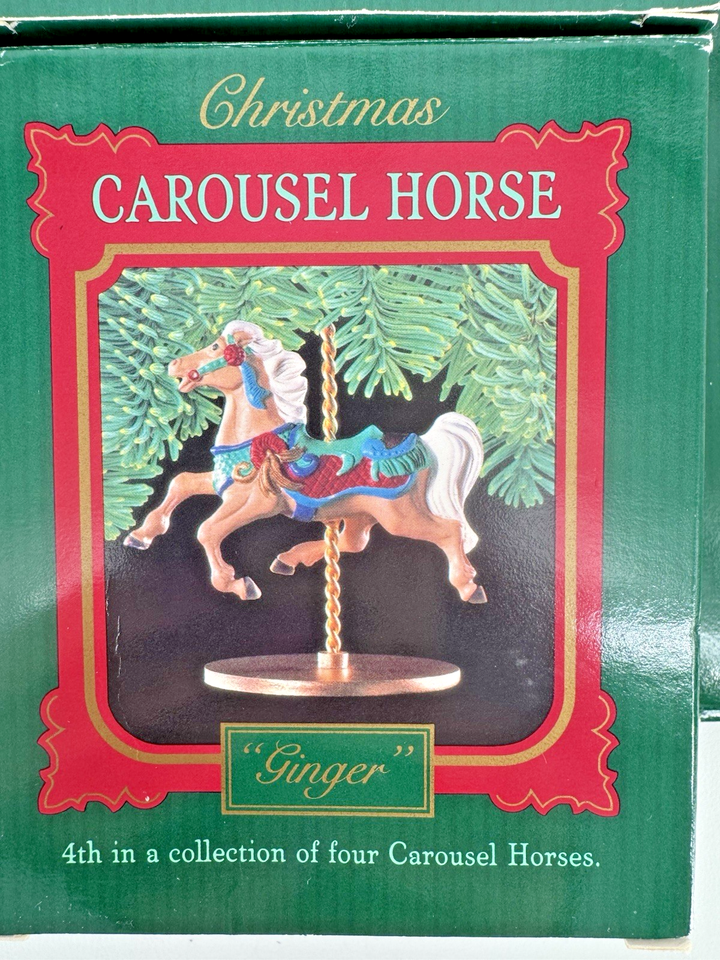 Christmas
CAROUSEL HORSE
"Ginger"
4th in a collection of four Carousel Horses.